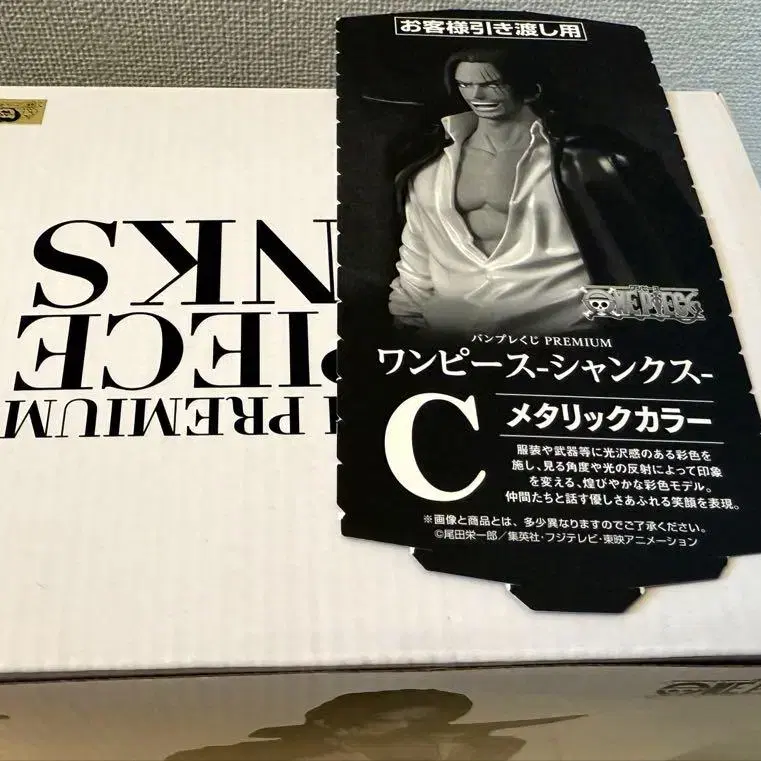 お客様引き渡し用
ワンピース
ONE PIECE
バンプレくじ PREMIUM
ワンピース-シャンクス-
C
メタリックカラー
服装や武器等に光沢感のある彩色を
施し、見る角度や光の反射によって印象
を変える、煌びやかな彩色モデル。
仲間たちと話す優しさあふれる笑顔を表現。
※画像と商品とは、多少異なりますのでご了承ください。
©尾田栄一郎/集英社・フジテレビ・東映アニメーション
PREMIUM
PIECE
NKS